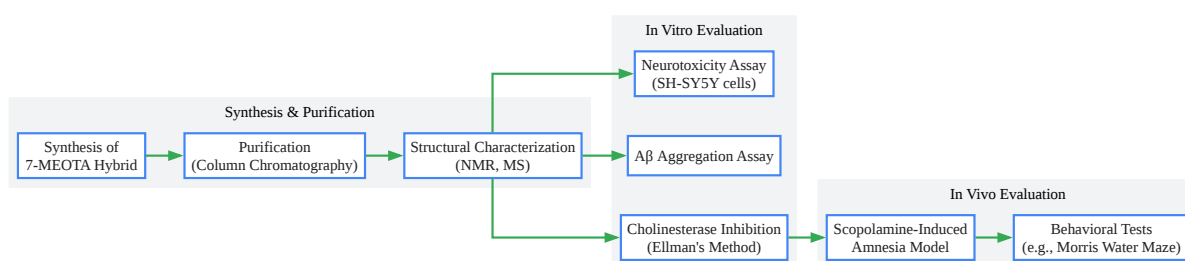 In Vitro Evaluation
Neurotoxicity Assay
(SH-SY5Y cells)
Synthesis & Purification
Synthesis of
7-MEOTA Hybrid
Purification
(Column Chromatography)
Structural Characterization
(NMR, MS)
Aβ Aggregation Assay
In Vivo Evaluation
Cholinesterase Inhibition
(Ellman's Method)
Scopolamine-Induced
Amnesia Model
Behavioral Tests
(e.g., Morris Water Maze)